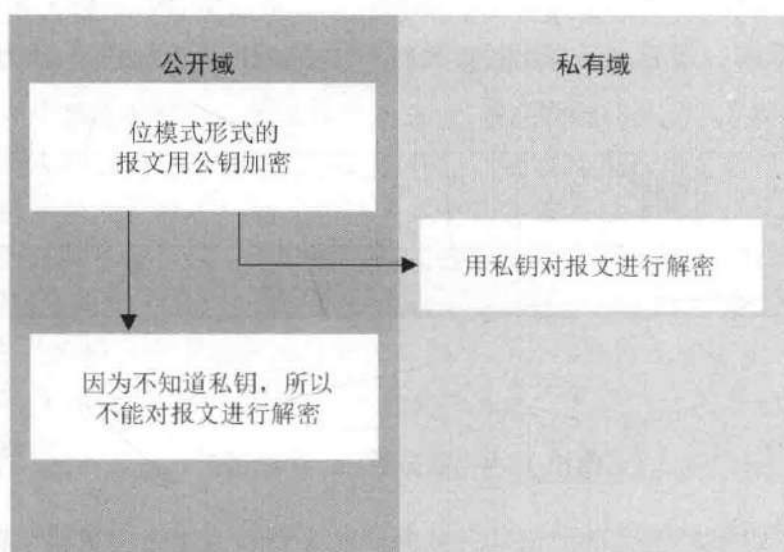 公开域
私有域
位模式形式的
报文用公钥加密
用私钥对报文进行解密
因为不知道私钥，所以
不能对报文进行解密